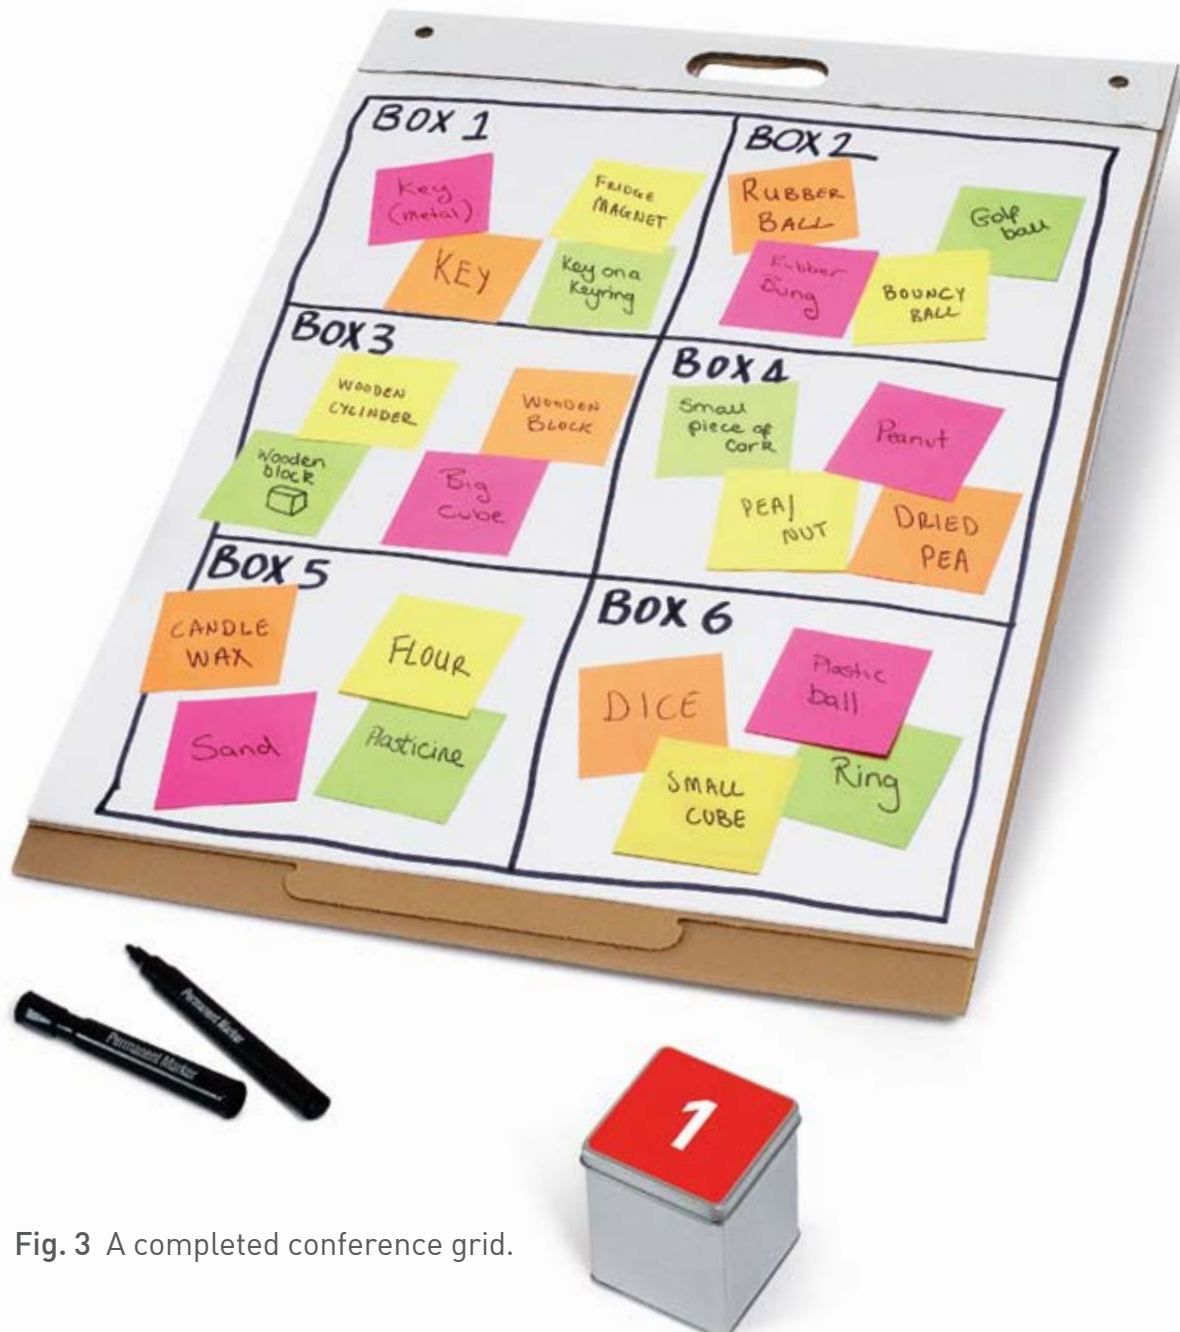 BOX 1
Key
(metal)
FRIDGE
MAGNET
KEY
Key on a
Keyring
BOX 2
RUBBER
BALL
Golf
ball
Rubber
Bung
BOUNCY
BALL
BOX 3
WOODEN
CYLINDER
WOODEN
BLOCK
Wooden
block
Big
Cube
BOX 4
Small
piece of
Cork
Peanut
PEA/
NUT
DRIED
PEA
BOX 5
CANDLE
WAX
FLOUR
Sand
Plasticine
BOX 6
DICE
Plastic
ball
SMALL
CUBE
Ring
Permanent Marker
Permanent Marker
1
Fig. 3 A completed conference grid.